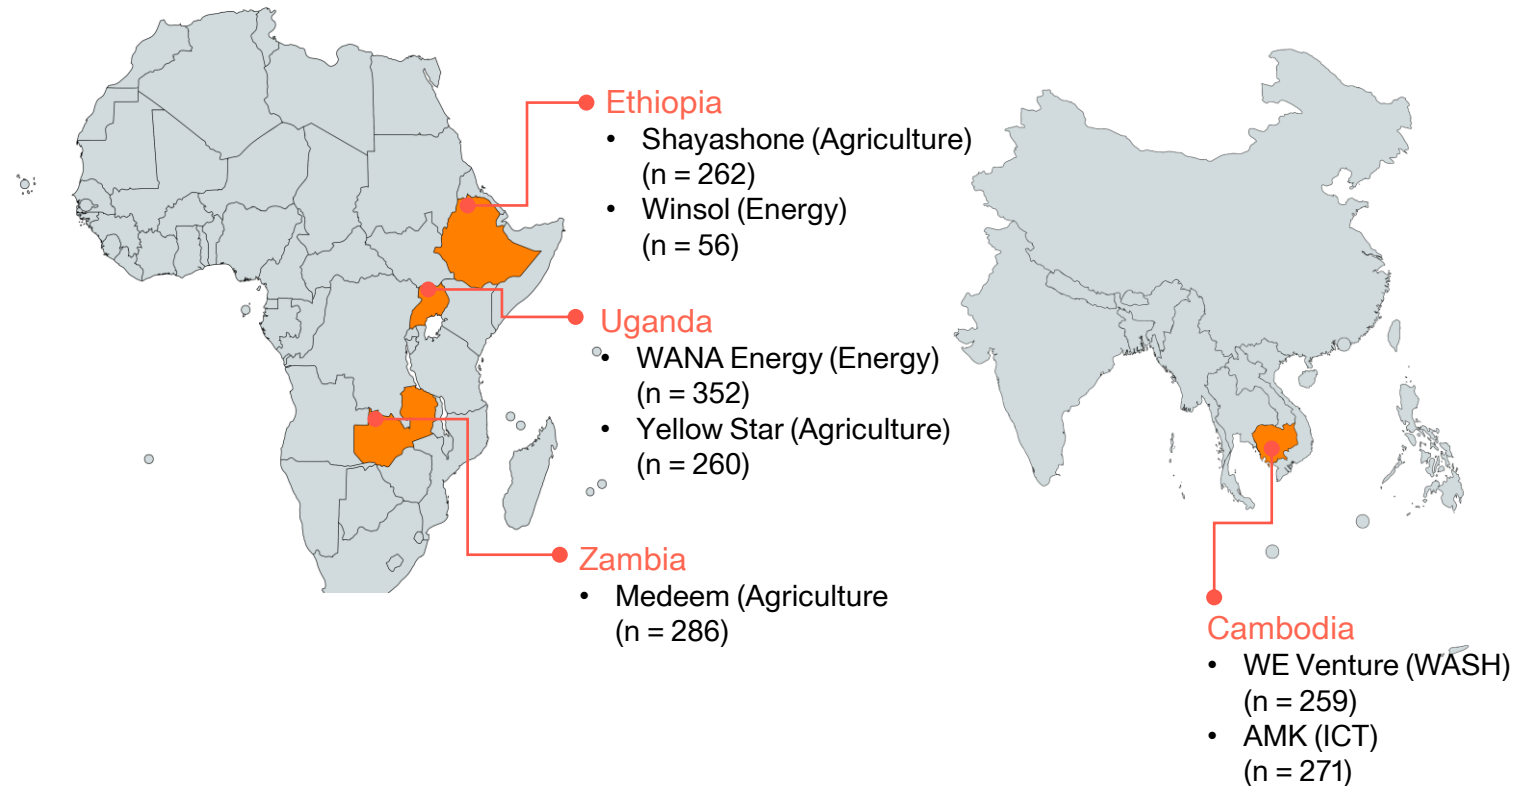 Ethiopia
• Shayashone (Agriculture)
(n = 262)
• Winsol (Energy)
(n = 56)
Uganda
• WANA Energy (Energy)
(n = 352)
• Yellow Star (Agriculture)
(n = 260)
Zambia
• Medeem (Agriculture
(n = 286)
Cambodia
• WE Venture (WASH)
(n = 259)
• AMK (ICT)
(n = 271)